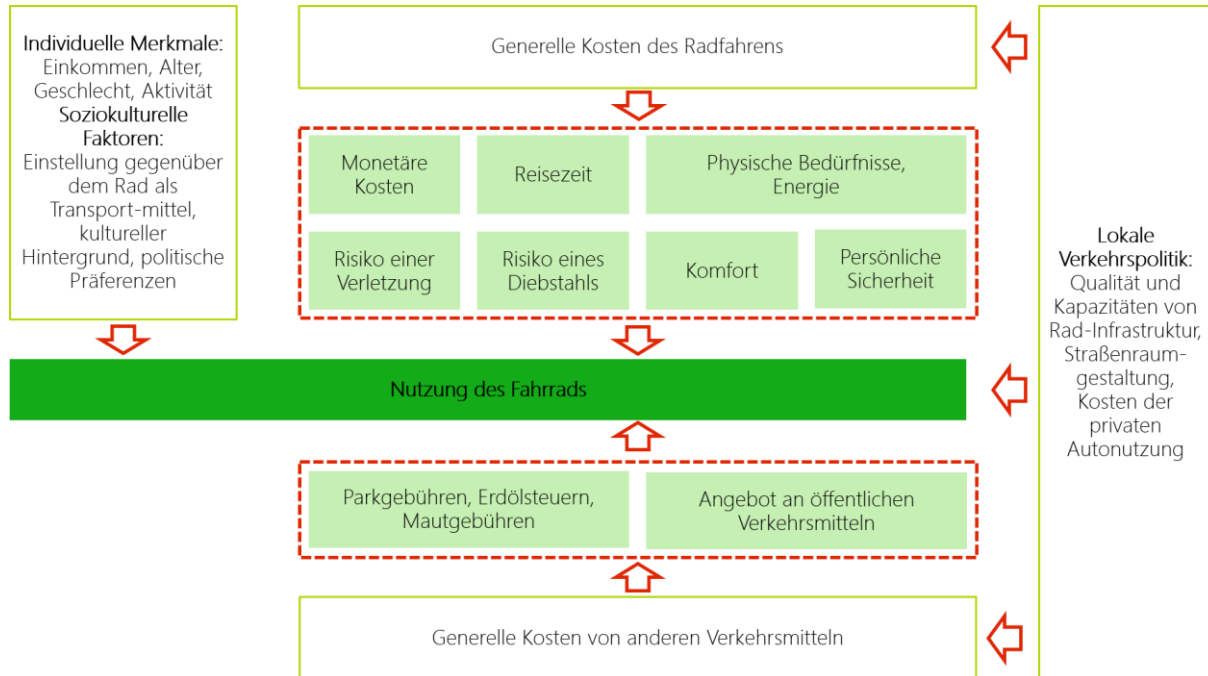 Individuelle Merkmale:
Einkommen, Alter,
Geschlecht, Aktivität
Soziokulturelle
Faktoren:
Einstellung gegenüber
dem Rad als
Transport-mittel,
kultureller
Hintergrund, politische
Präferenzen
Generelle Kosten des Radfahrens
Monetäre
Kosten
Reisezeit
Physische Bedürfnisse,
Energie
Risiko einer
Verletzung
Risiko eines
Diebstahls
Komfort
Persönliche
Sicherheit
Nutzung des Fahrrads
Parkgebühren, Erdölsteuern,
Mautgebühren
Angebot an öffentlichen
Verkehrsmitteln
Generelle Kosten von anderen Verkehrsmitteln
Lokale
Verkehrspolitik:
Qualität und
Kapazitäten von
Rad-Infrastruktur,
Straßenraum-
gestaltung,
Kosten der
privaten
Autonutzung